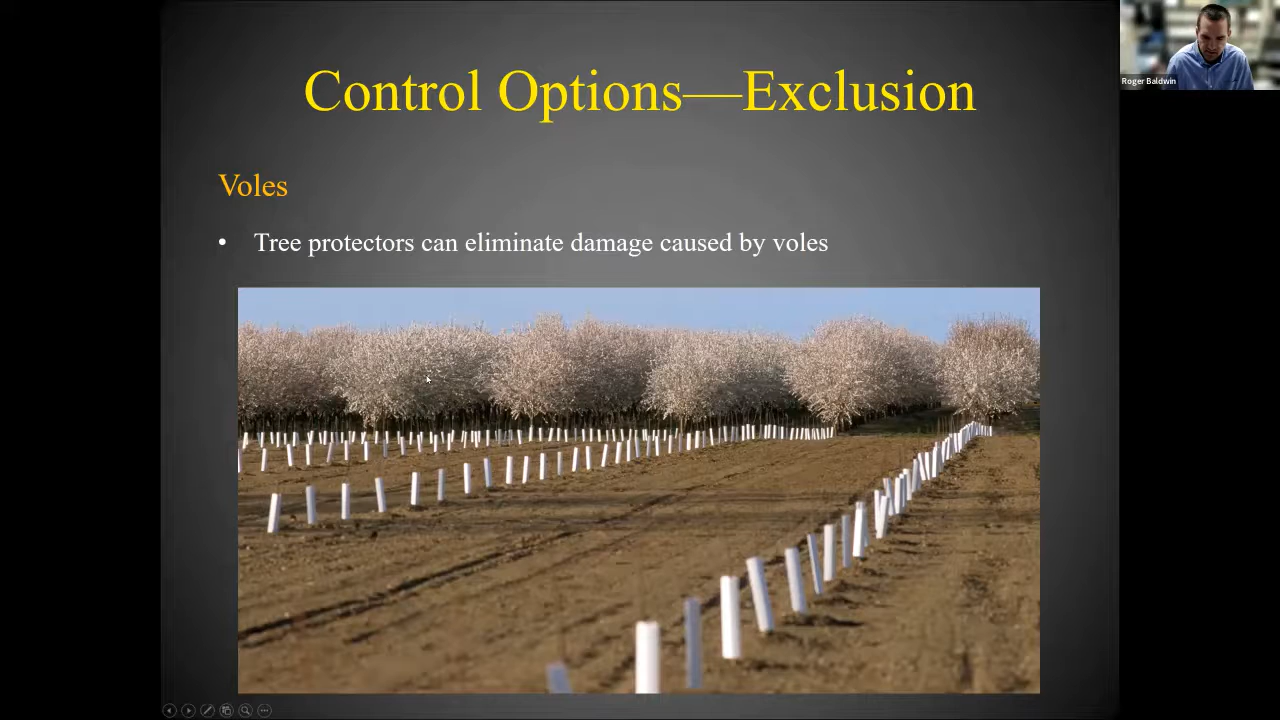 Control Options—Exclusion
Roger Baldwin
Voles
• Tree protectors can eliminate damage caused by voles